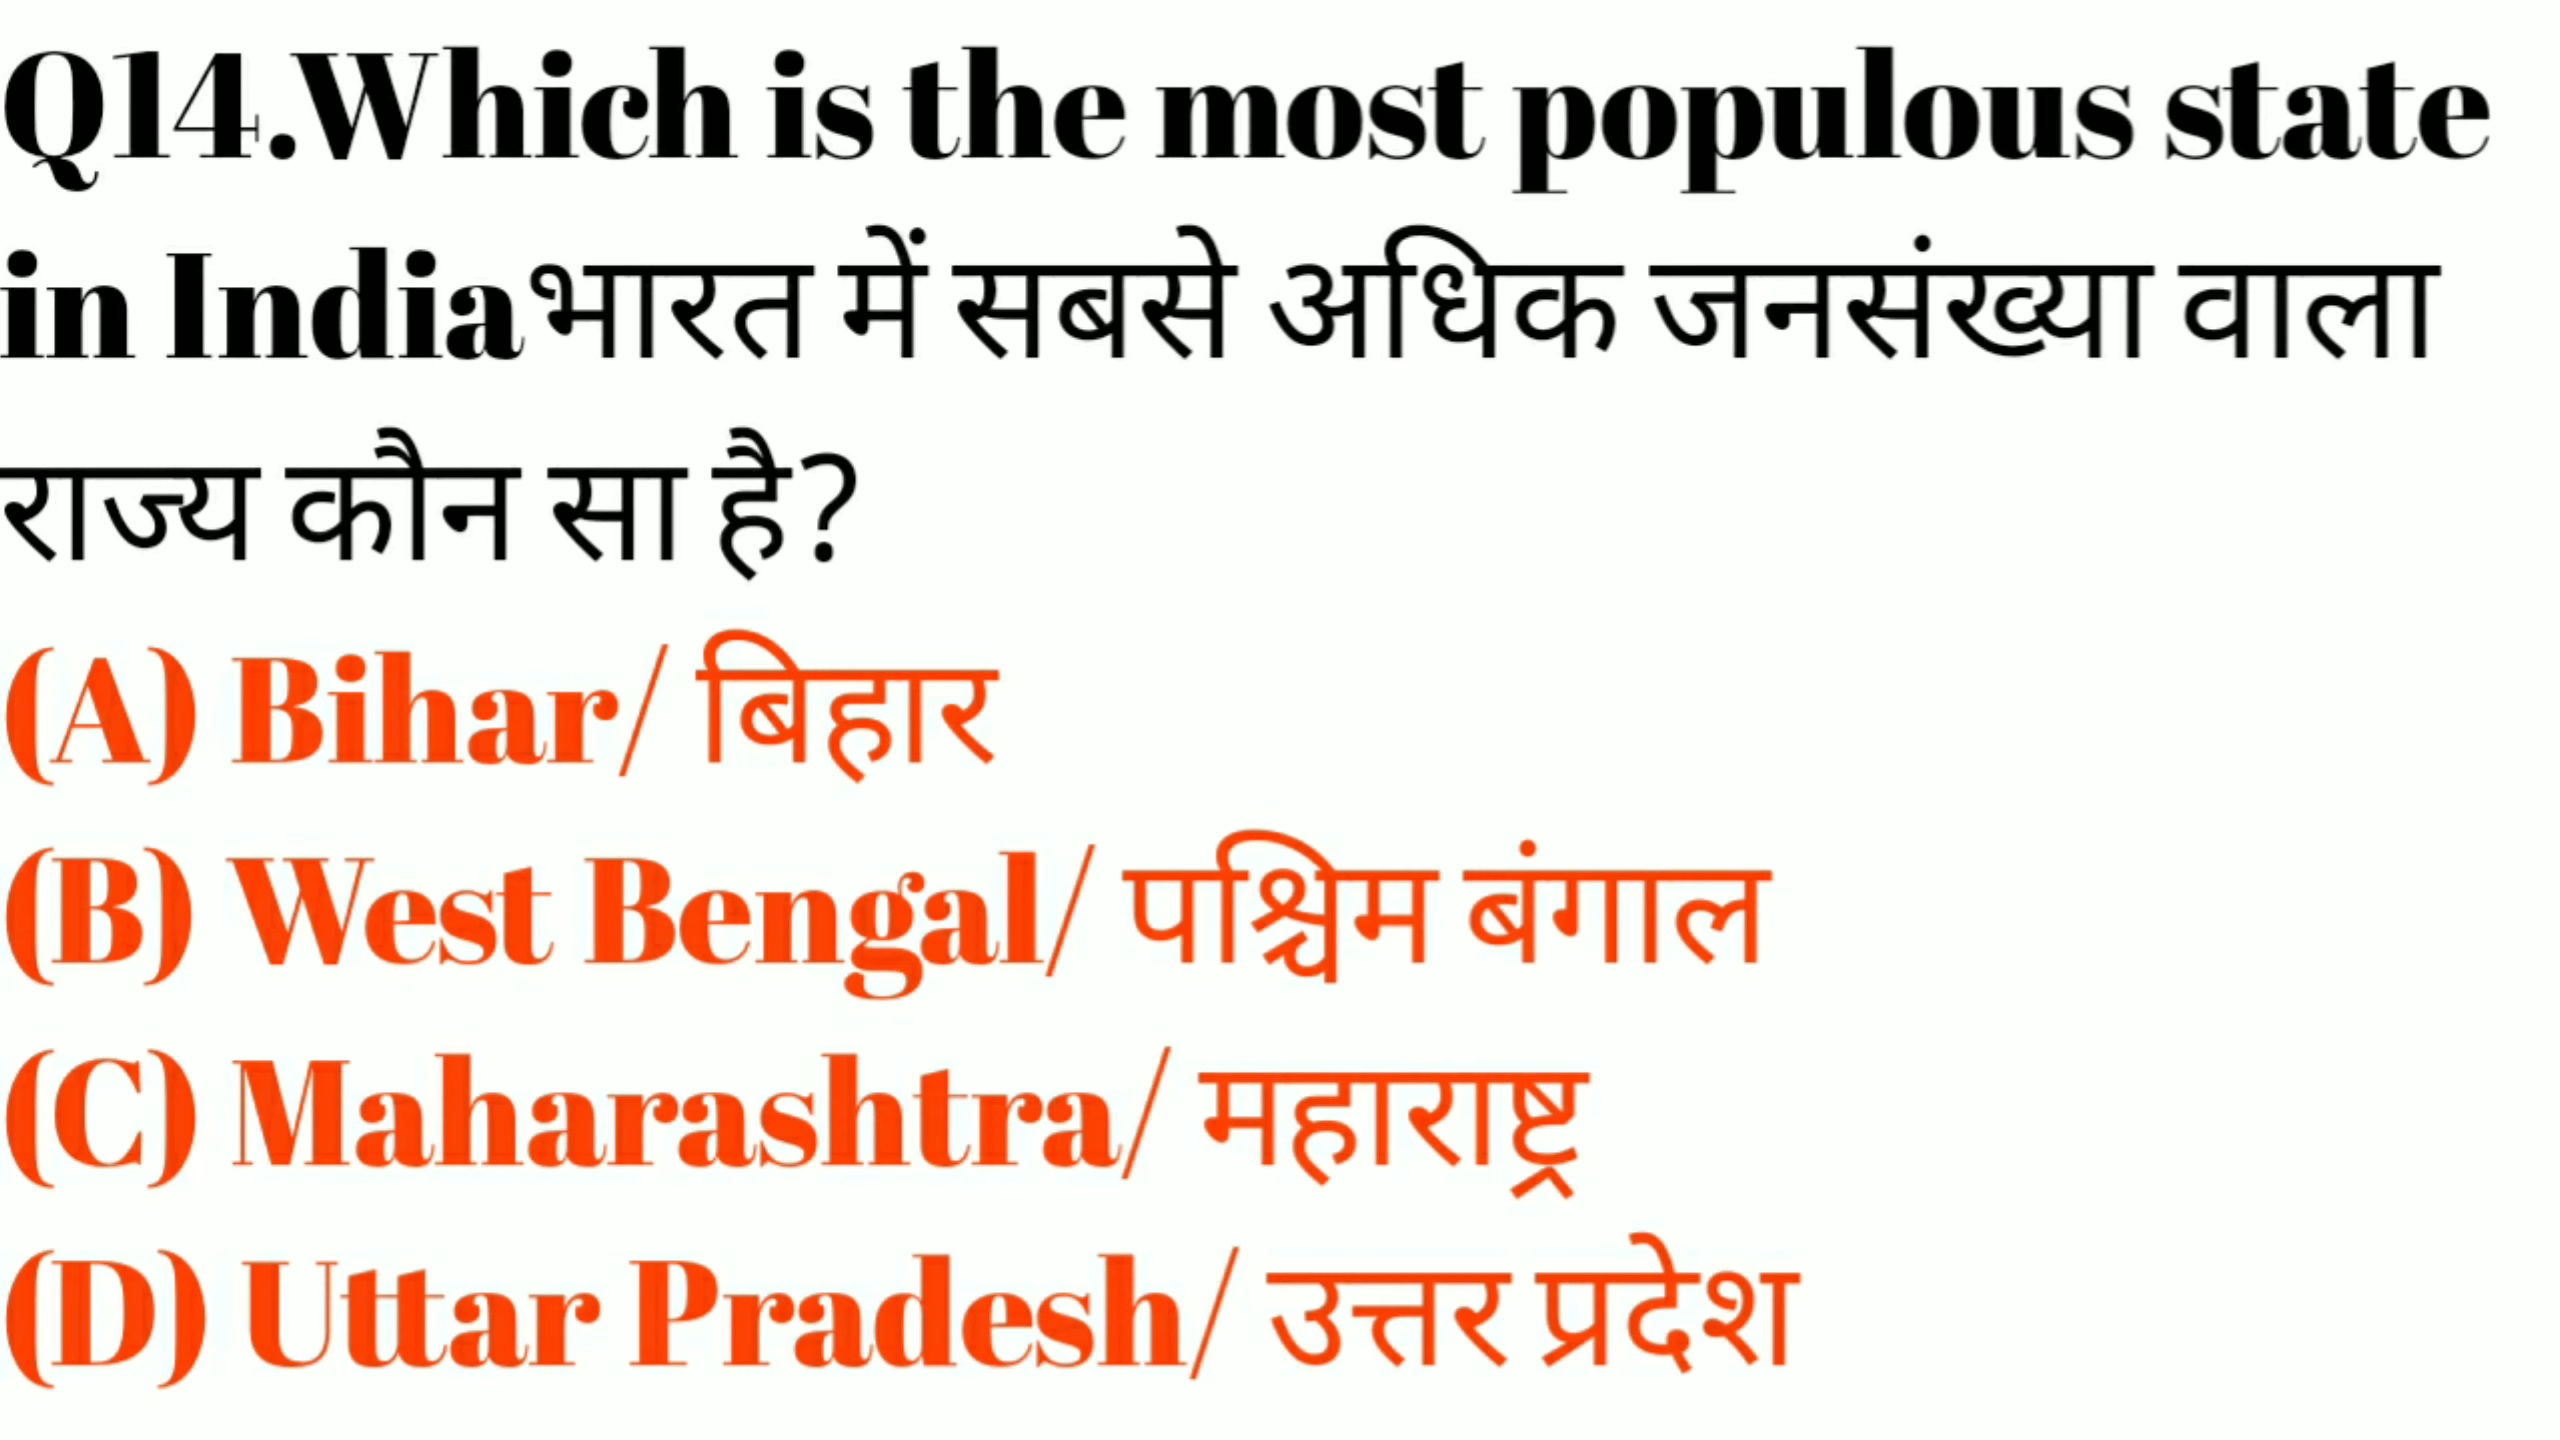 Q14.Which is the most populous state
in Indiaभारत में सबसे अधिक जनसंख्या वाला
राज्य कौन सा है?
(A) Bihar/ बिहार
(B) West Bengal/ पश्चिम बंगाल
(C) Maharashtra/ महाराष्ट्र
(D) Uttar Pradesh/ उत्तर प्रदेश